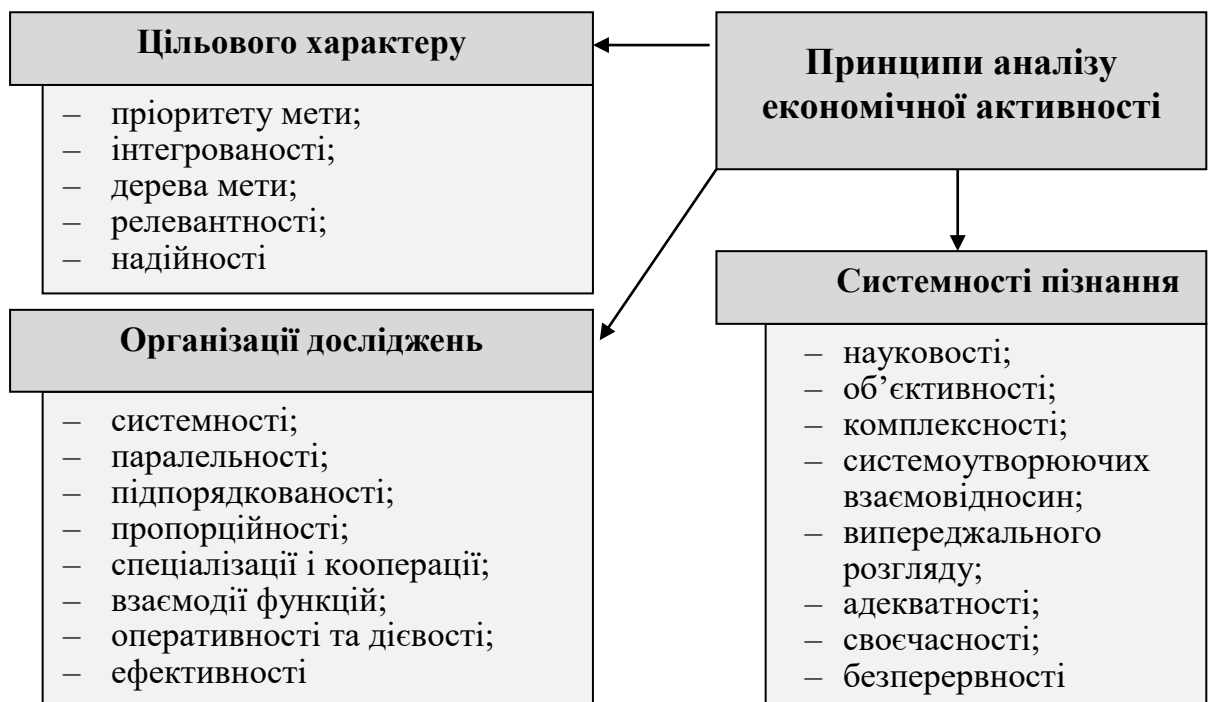 Принципи аналізу
економічної активності
Цільового характеру
– пріоритету мети;
– інтегрованості;
– дерева мети;
– релевантності;
– надійності
Організації досліджень
– системності;
– паралельності;
– підпорядкованості;
– пропорційності;
– спеціалізації і кооперації;
– взаємодії функцій;
– оперативності та дієвості;
– ефективності
Системності пізнання
– науковості;
– об’єктивності;
– комплексності;
– системоутворюючих
взаємовідносин;
– випереджального
розгляду;
– адекватності;
– своєчасності;
– безперервності